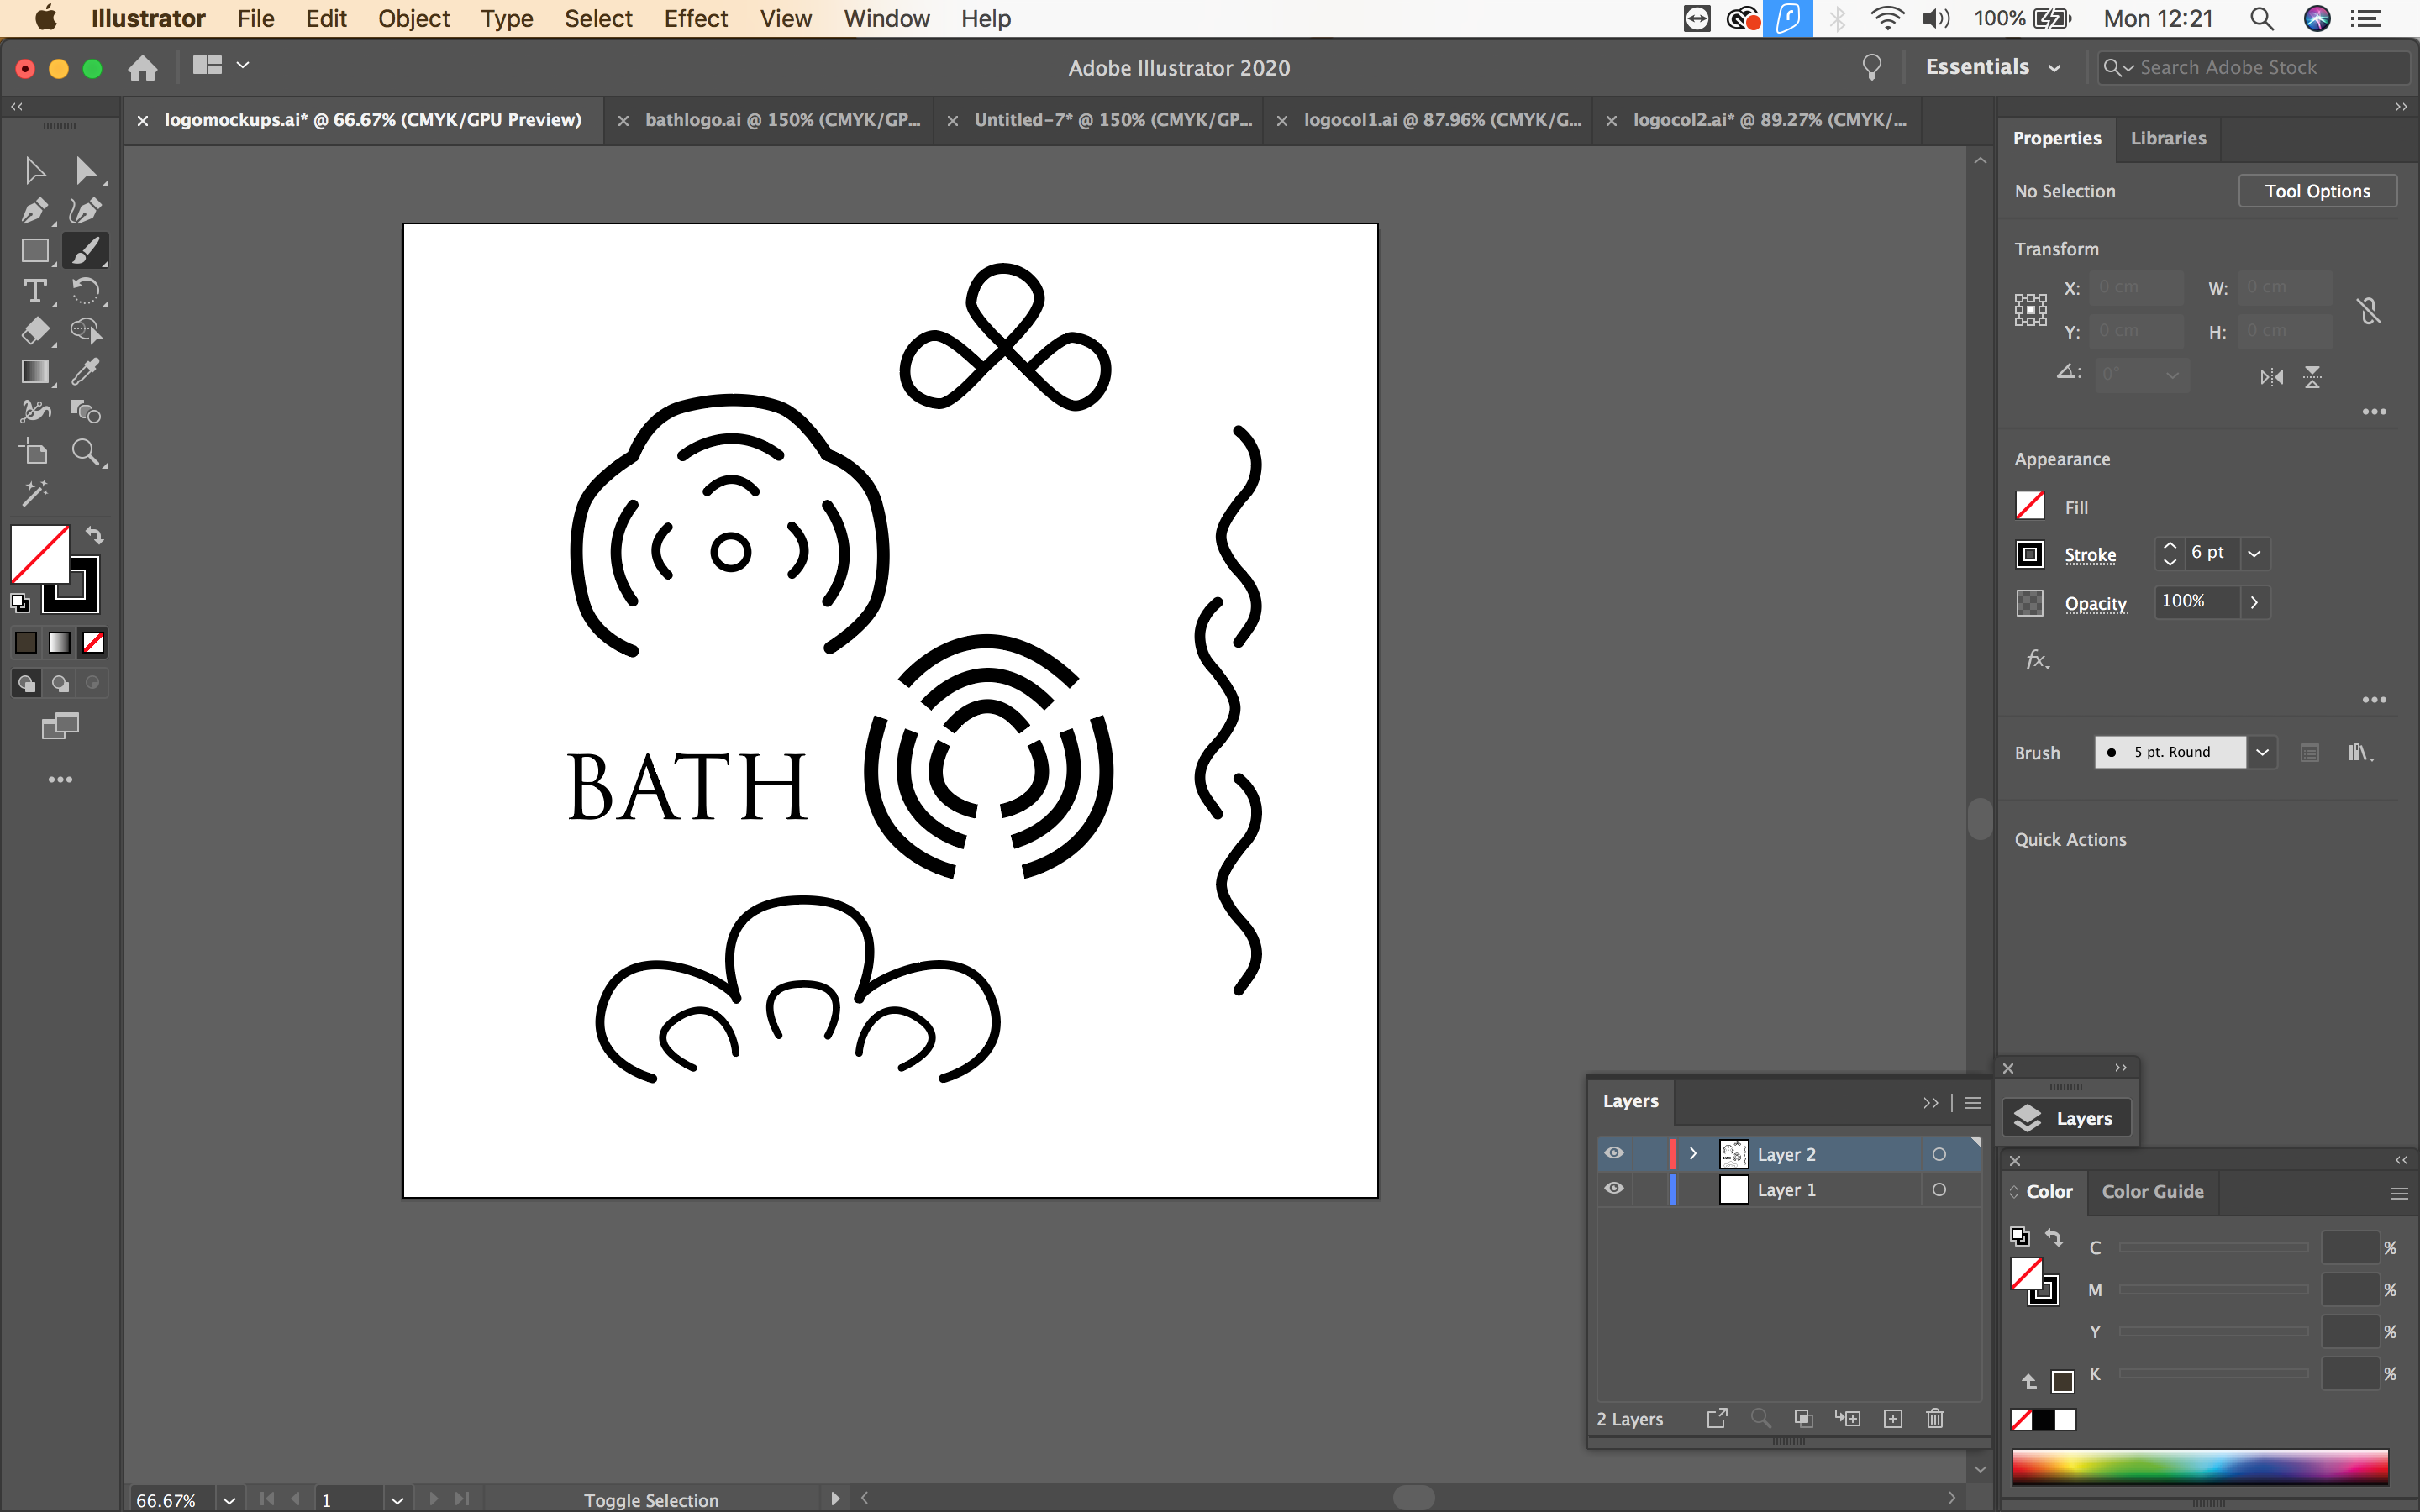 Illustrator File Edit Object Type Select Effect View Window Help 100% Mon 12:21
Adobe Illustrator 2020 Essentials Search Adobe Stock
logomockups.ai* @ 66.67% (CMYK/GPU Preview) bathlogo.ai @ 150% (CMYK/GP... Untitled-7* @ 150% (CMYK/GP... logocol1.ai @ 87.96% (CMYK/G... logocol2.ai* @ 89.27% (CMYK/...
Properties Libraries
No Selection Tool Options
Transform
X: 0 cm W: 0 cm
Y: 0 cm H: 0 cm
0°
Appearance
Fill
Stroke 6 pt
Opacity 100%
fx.
Brush 5 pt. Round
Quick Actions
BATH
Layers
Layer 2
Layer 1
2 Layers
Layers
Color Color Guide
C %
M %
Y %
K %
66.67% 1 Toggle Selection